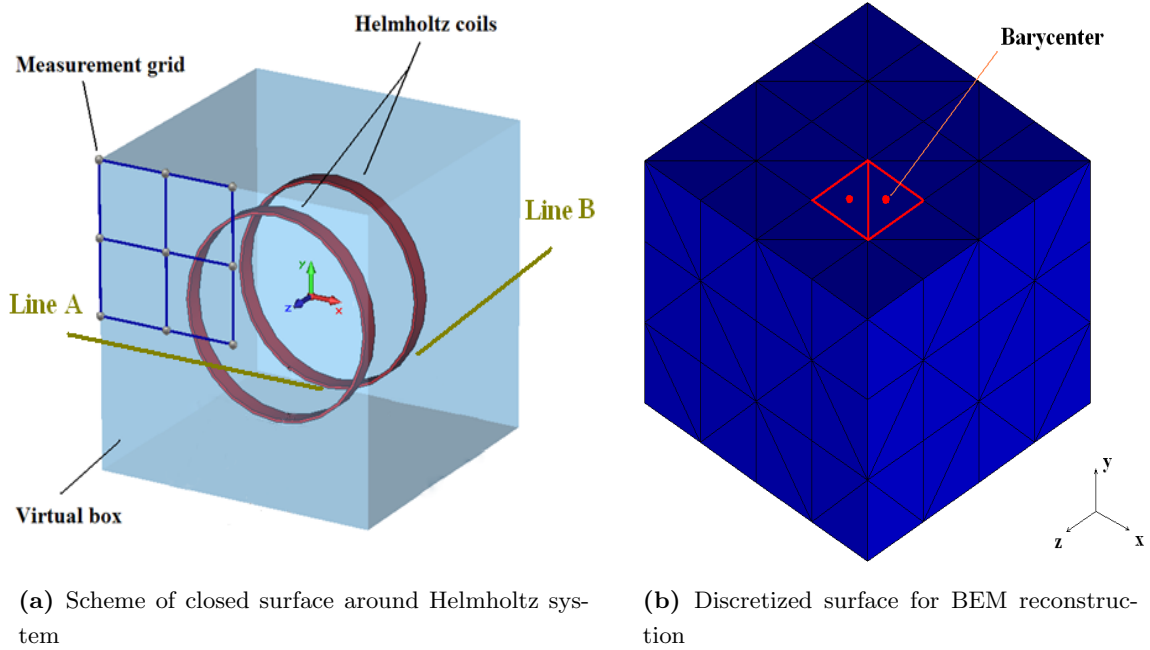 Helmholtz coils
Measurement grid
Line B
Line A
y
z
x
Virtual box
Barycenter
y
z
x
(a) Scheme of closed surface around Helmholtz sys-
tem
(b) Discretized surface for BEM reconstruc-
tion